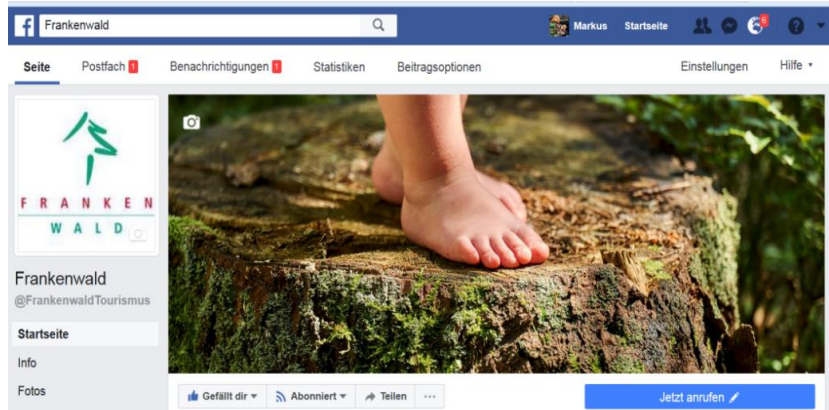 Frankenwald
Markus Startseite 6
Seite Postfach 1 Benachrichtigungen 1 Statistiken Beitragsoptionen Einstellungen Hilfe
FRANKEN
WALD
Frankenwald
@FrankenwaldTourismus
Startseite
Info
Fotos
Gefällt dir Abonniert Teilen ... Jetzt anrufen